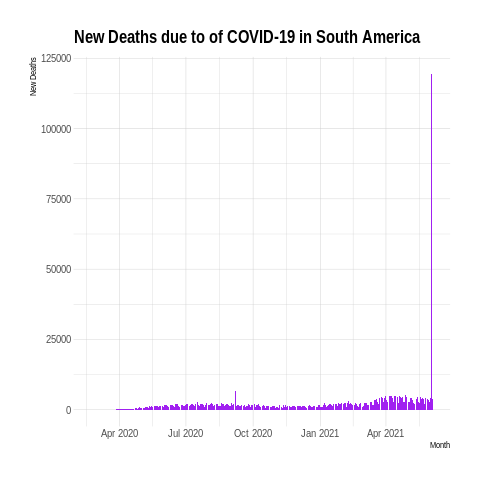 New Deaths due to of COVID-19 in South America
New Deaths
125000
100000
75000
50000
25000
0
Apr 2020 Jul 2020 Oct 2020 Jan 2021 Apr 2021
Month